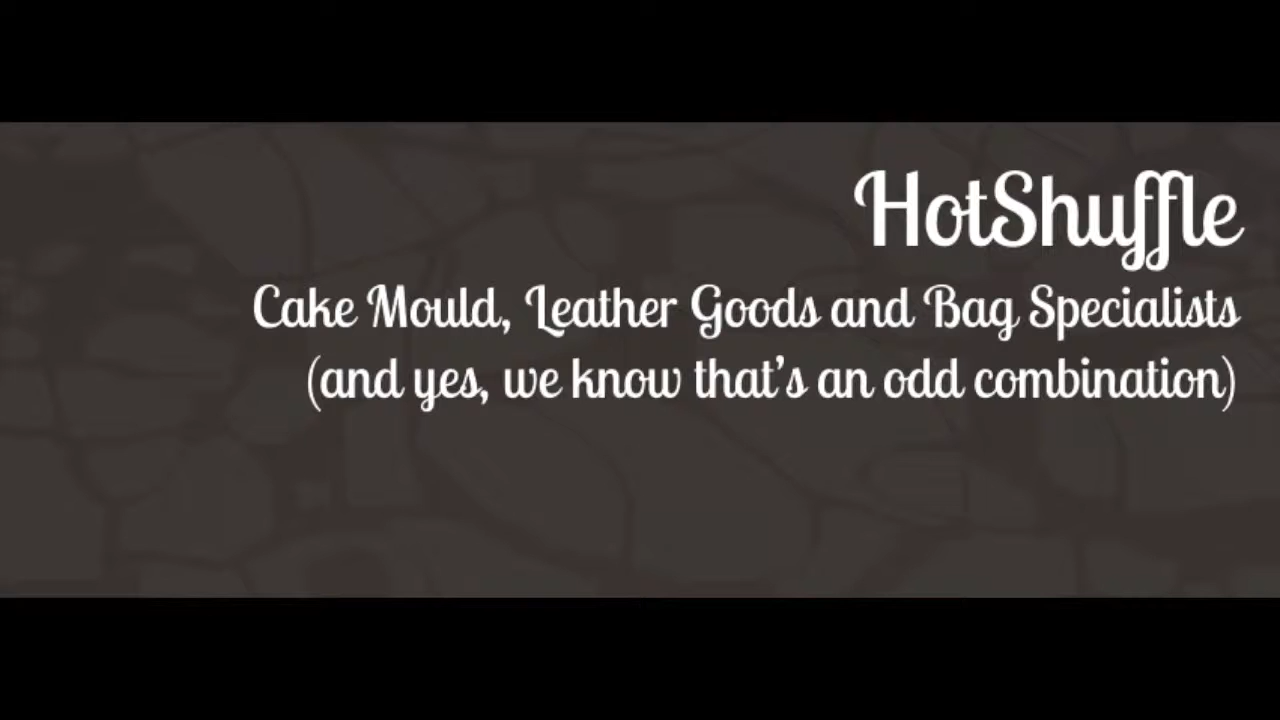 HotShuffle
Cake Mould, Leather Goods and Bag Specialists
(and yes, we know that's an odd combination)